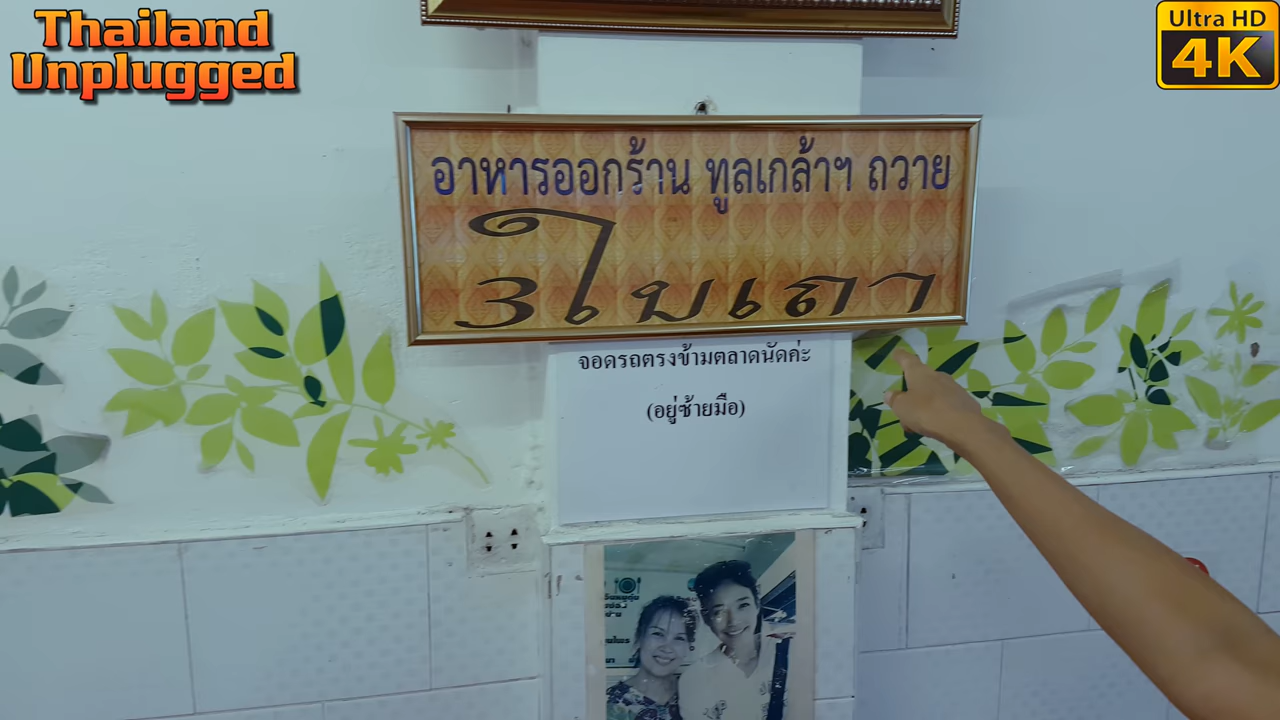 Thailand
Unplugged
Ultra HD
4K
อาหารออกร้าน ทูลเกล้าฯ ถวาย
3ใบเถา
จอดรถตรงข้ามตลาดนัดค่ะ
(อยู่ซ้ายมือ)